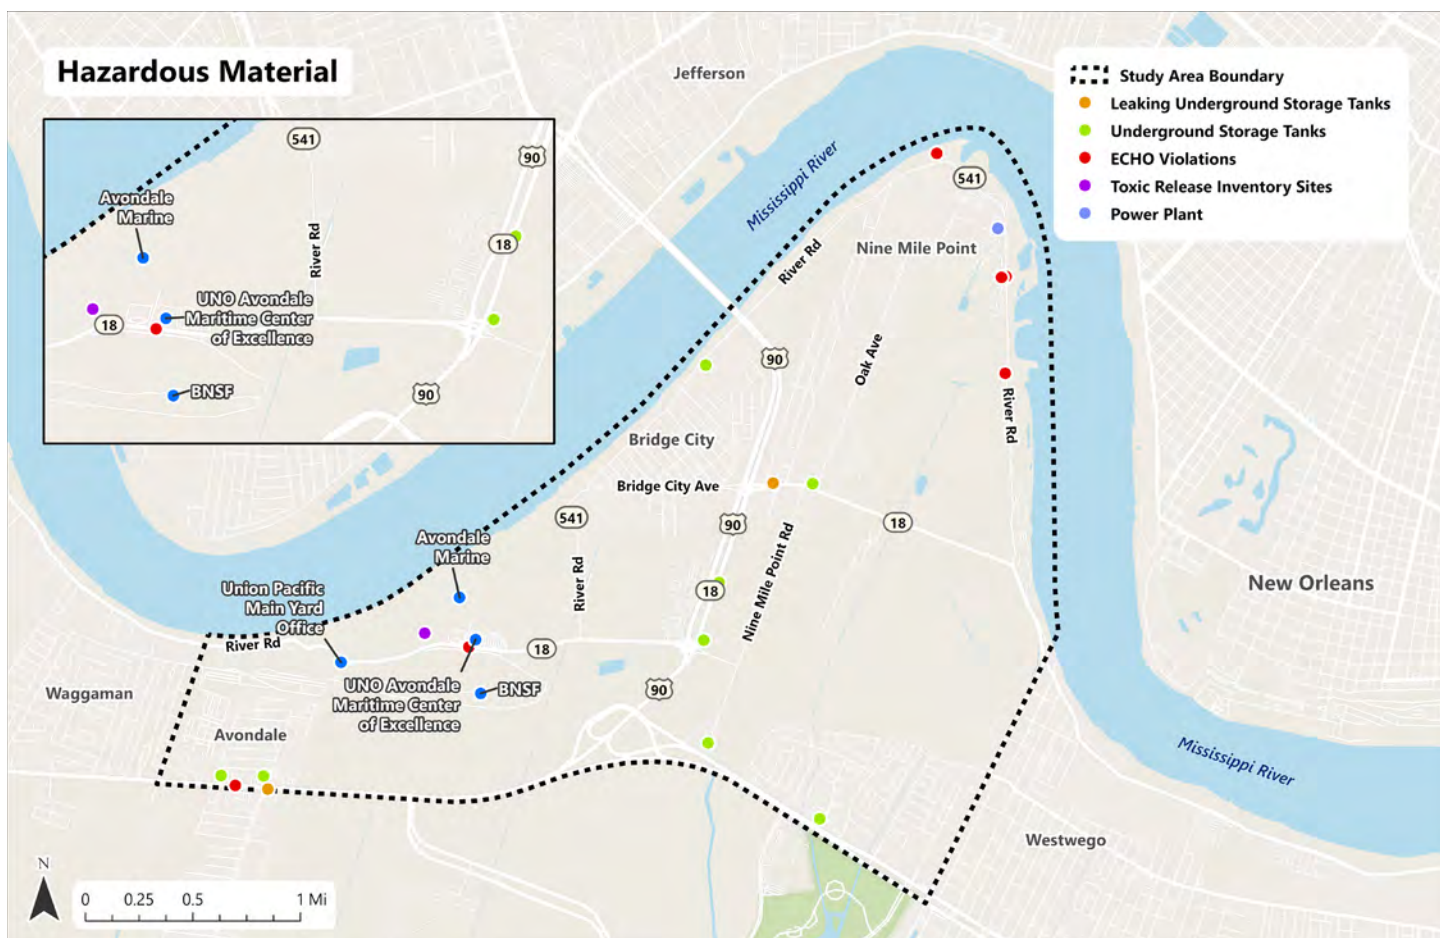 Hazardous Material
Jefferson
Study Area Boundary
Leaking Underground Storage Tanks
Underground Storage Tanks
ECHO Violations
Toxic Release Inventory Sites
Power Plant
541
90
Avondale
Marine
18
River Rd
UNO Avondale
Maritime Center
of Excellence
18
BNSF
90
Mississippi River
541
Nine Mile Point
River Rd
90
Oak Ave
River Rd
Bridge City
Bridge City Ave
541
90
18
Nine Mile Point Rd
New Orleans
Avondale
Marine
Union Pacific
Main Yard
Office
River Rd
18
River Rd
18
UNO Avondale
Maritime Center
of Excellence
BNSF
90
Waggaman
Avondale
Mississippi River
Westwego
N
0 0.25 0.5 1 Mi